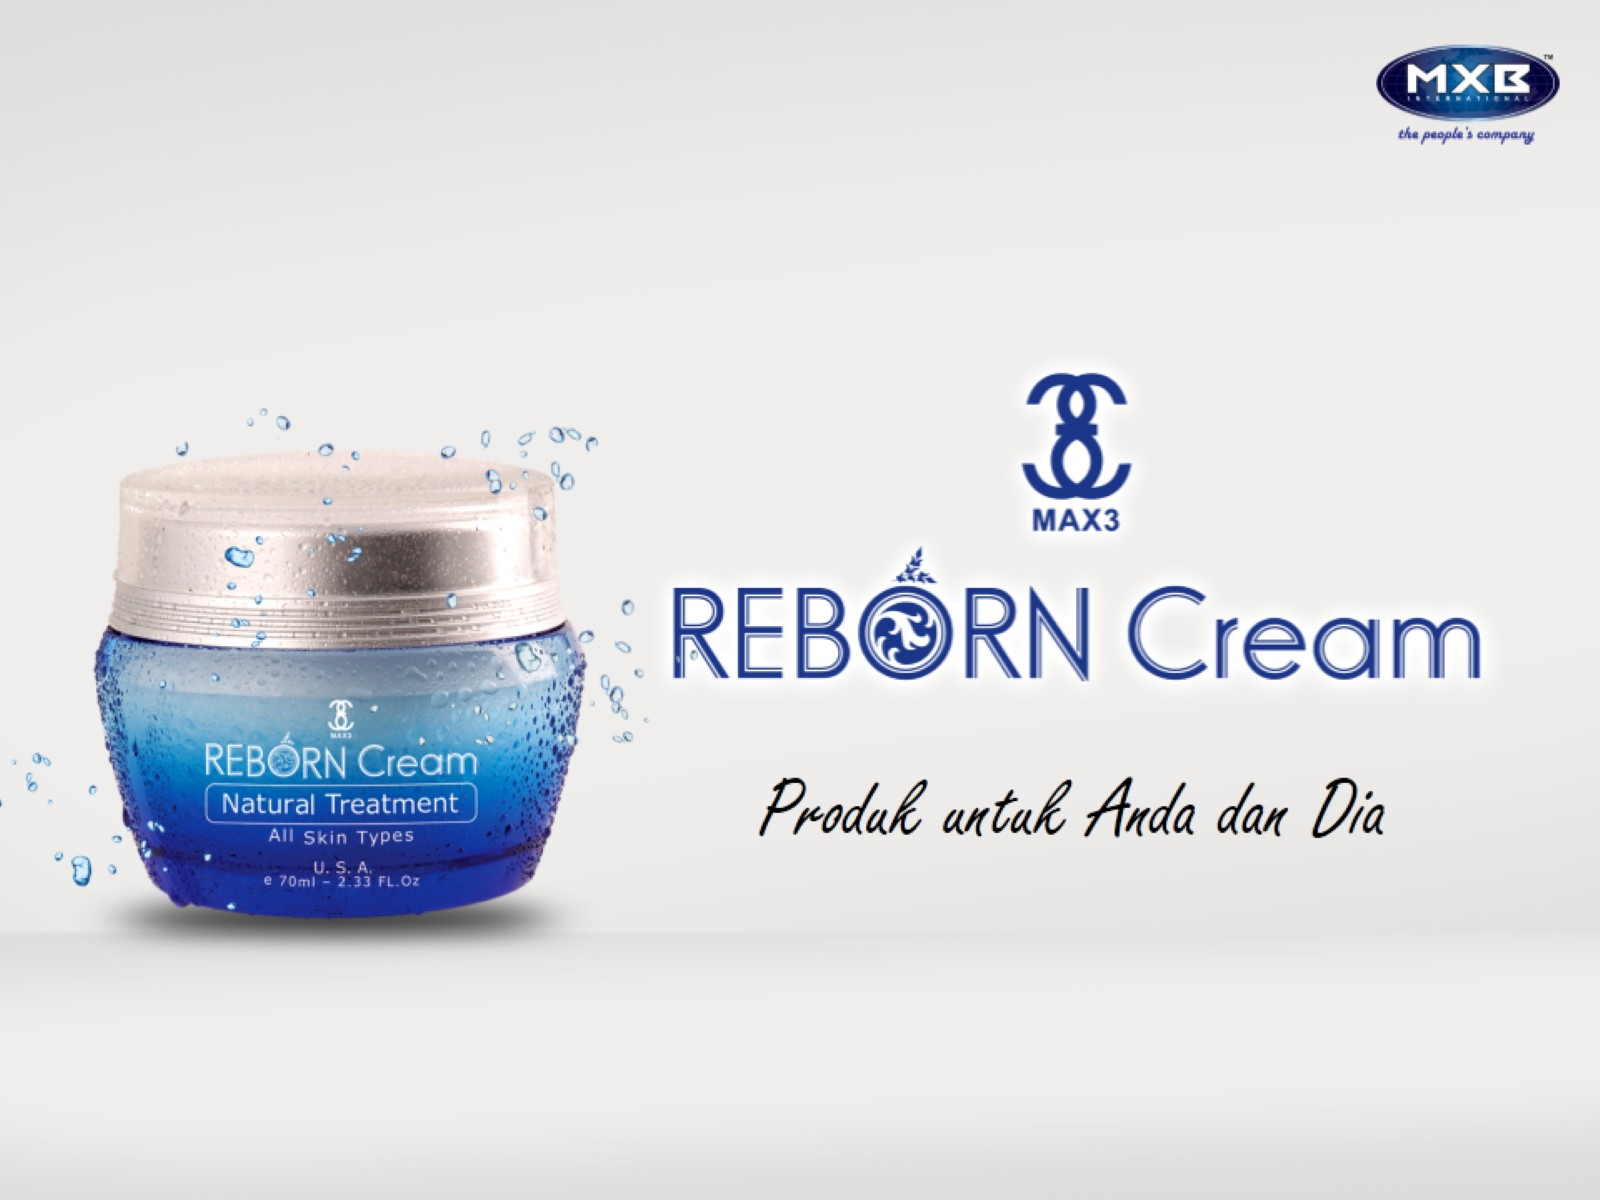 MXB
INTERNATIONAL
TM
the people's company
MAX3
REBORN Cream
Produk untuk Anda dan Dia
MAX3
REBORN Cream
Natural Treatment
All Skin Types
U. S. A.
e 70ml – 2.33 FL.Oz